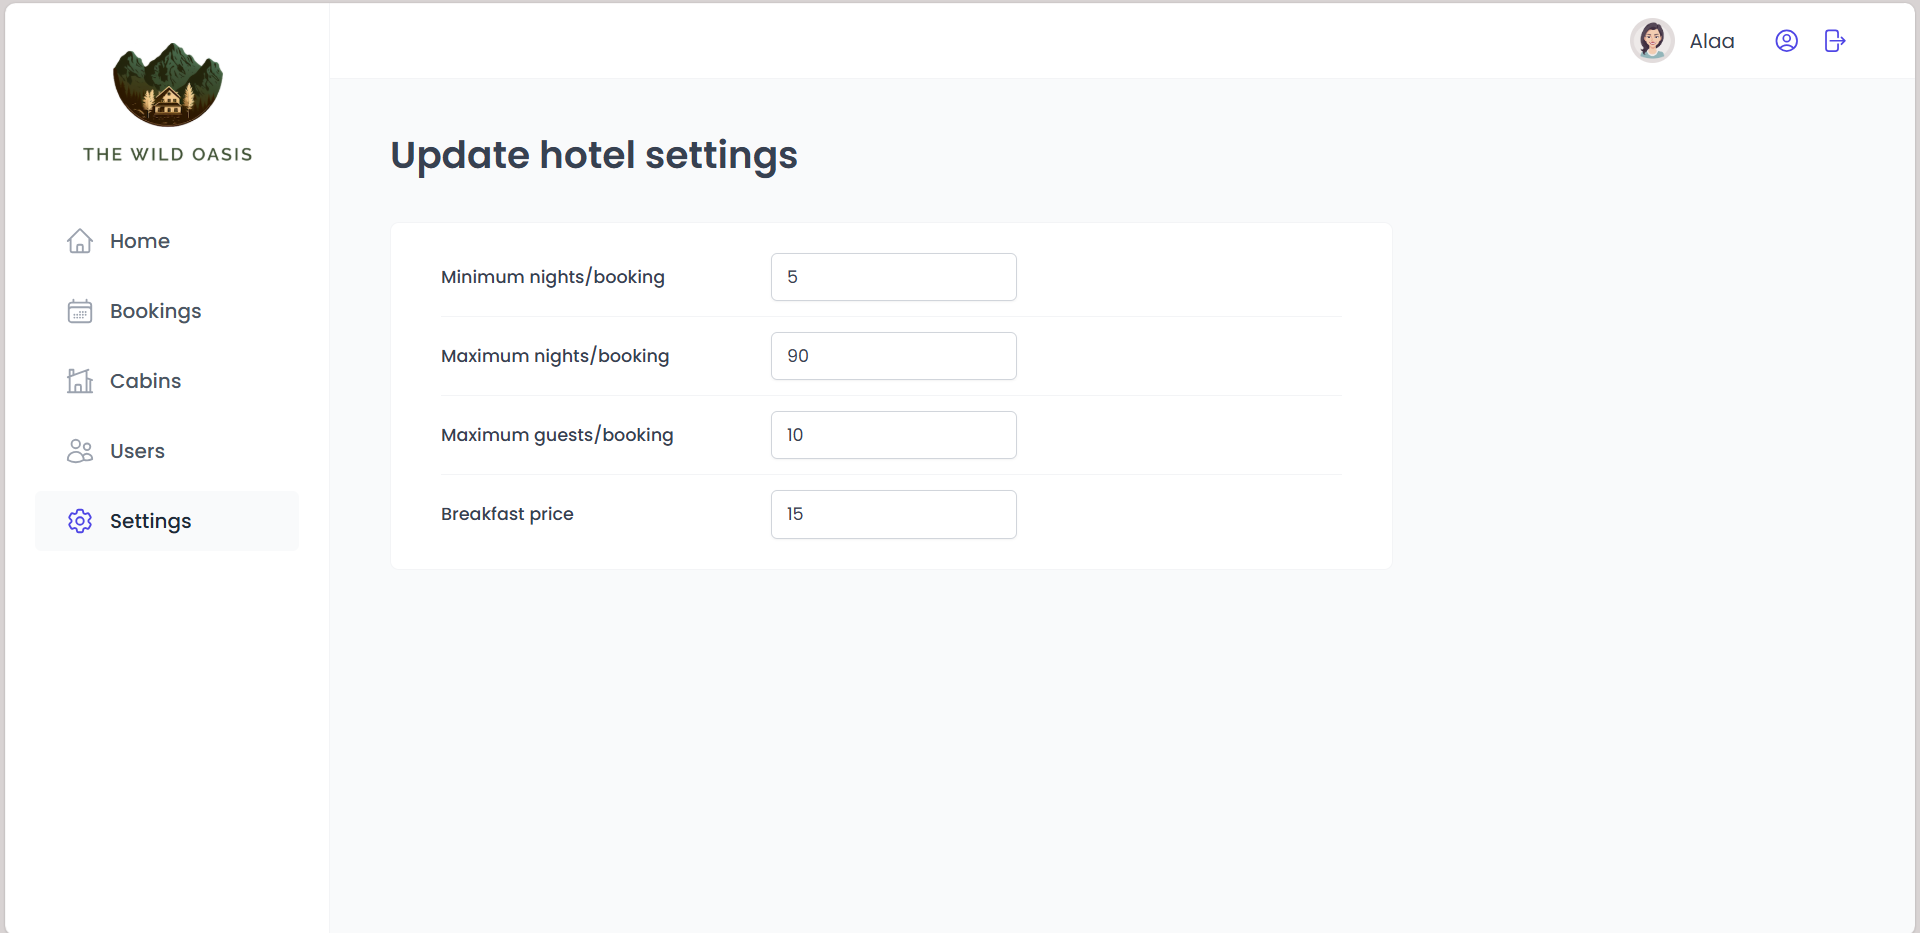 THE WILD OASIS
Home
Bookings
Cabins
Users
Settings
Alaa
Update hotel settings
Minimum nights/booking
5
Maximum nights/booking
90
Maximum guests/booking
10
Breakfast price
15